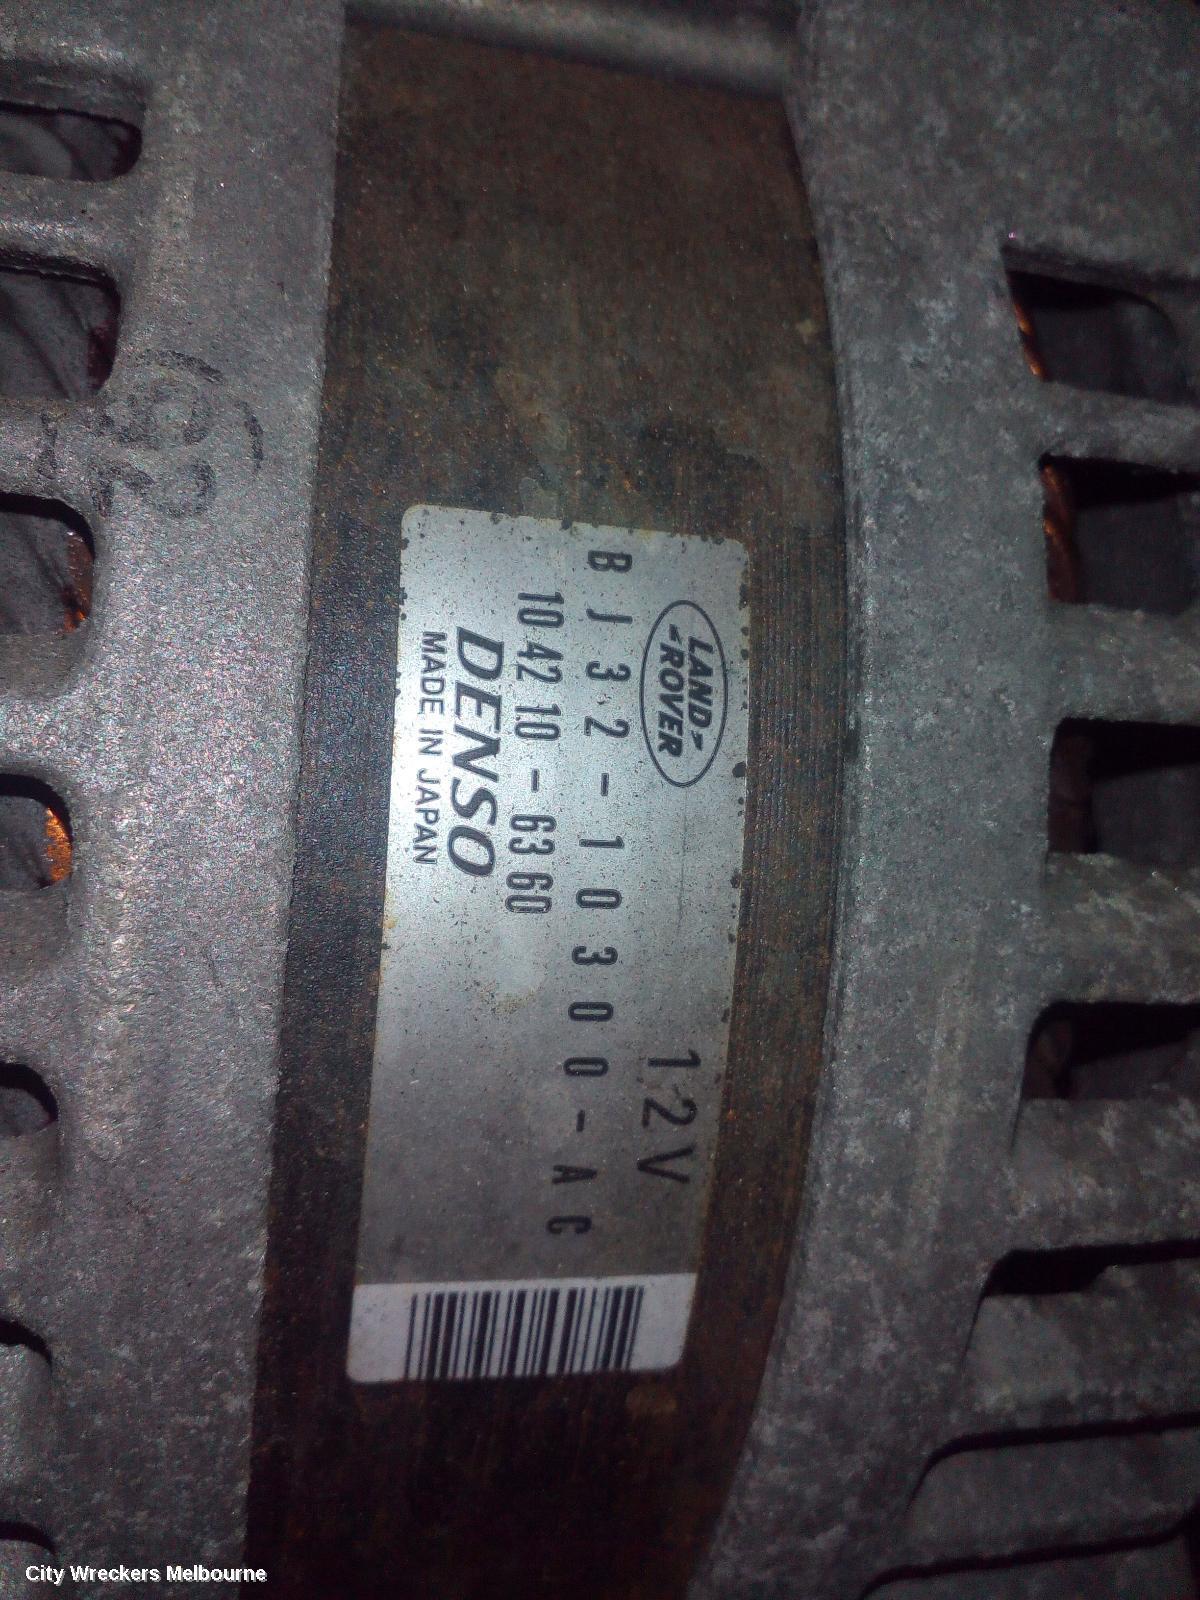 LAND-
-ROVER
12V
BJ32-10300-AC
104210-6360
DENSO
MADE IN JAPAN
City Wreckers Melbourne